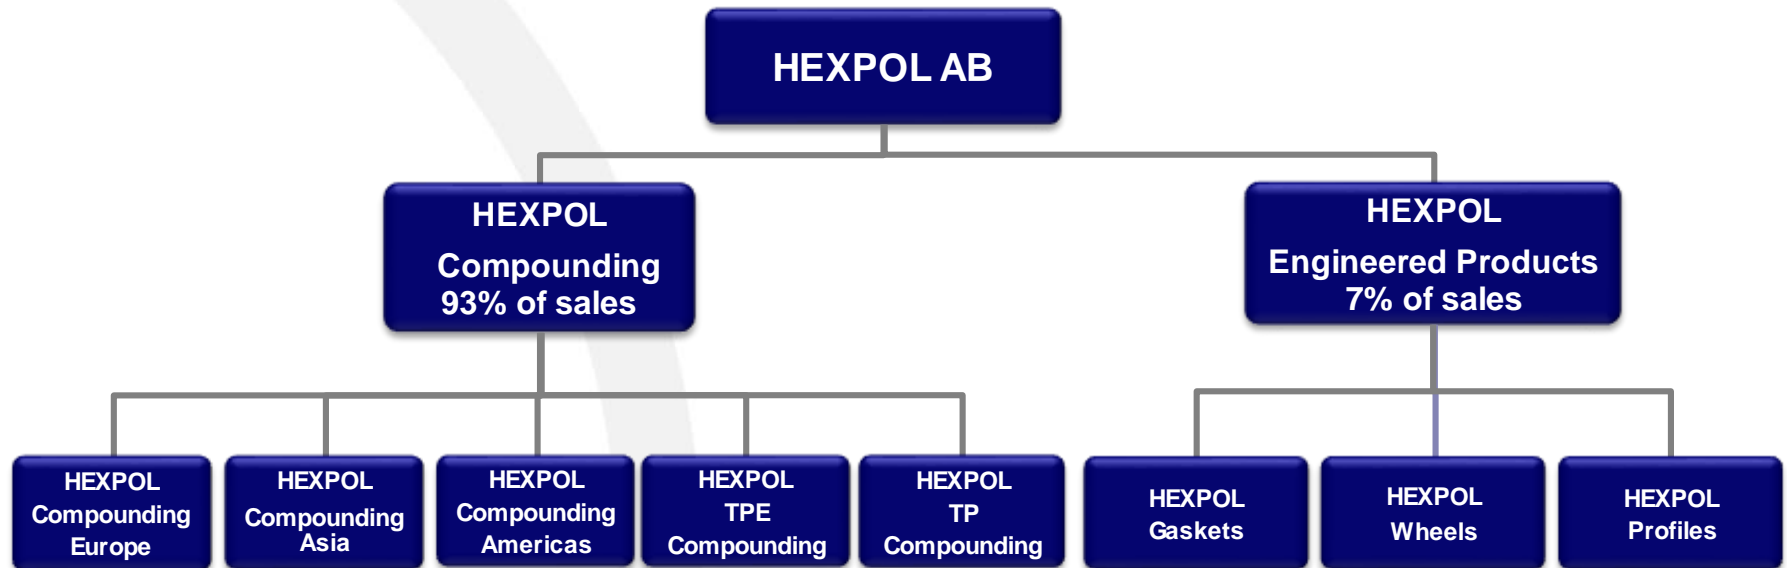 HEXPOL AB
HEXPOL
Compounding
93% of sales
HEXPOL
Engineered Products
7% of sales
HEXPOL
Compounding
Europe
HEXPOL
Compounding
Asia
HEXPOL
Compounding
Americas
HEXPOL
TPE
Compounding
HEXPOL
TP
Compounding
HEXPOL
Gaskets
HEXPOL
Wheels
HEXPOL
Profiles